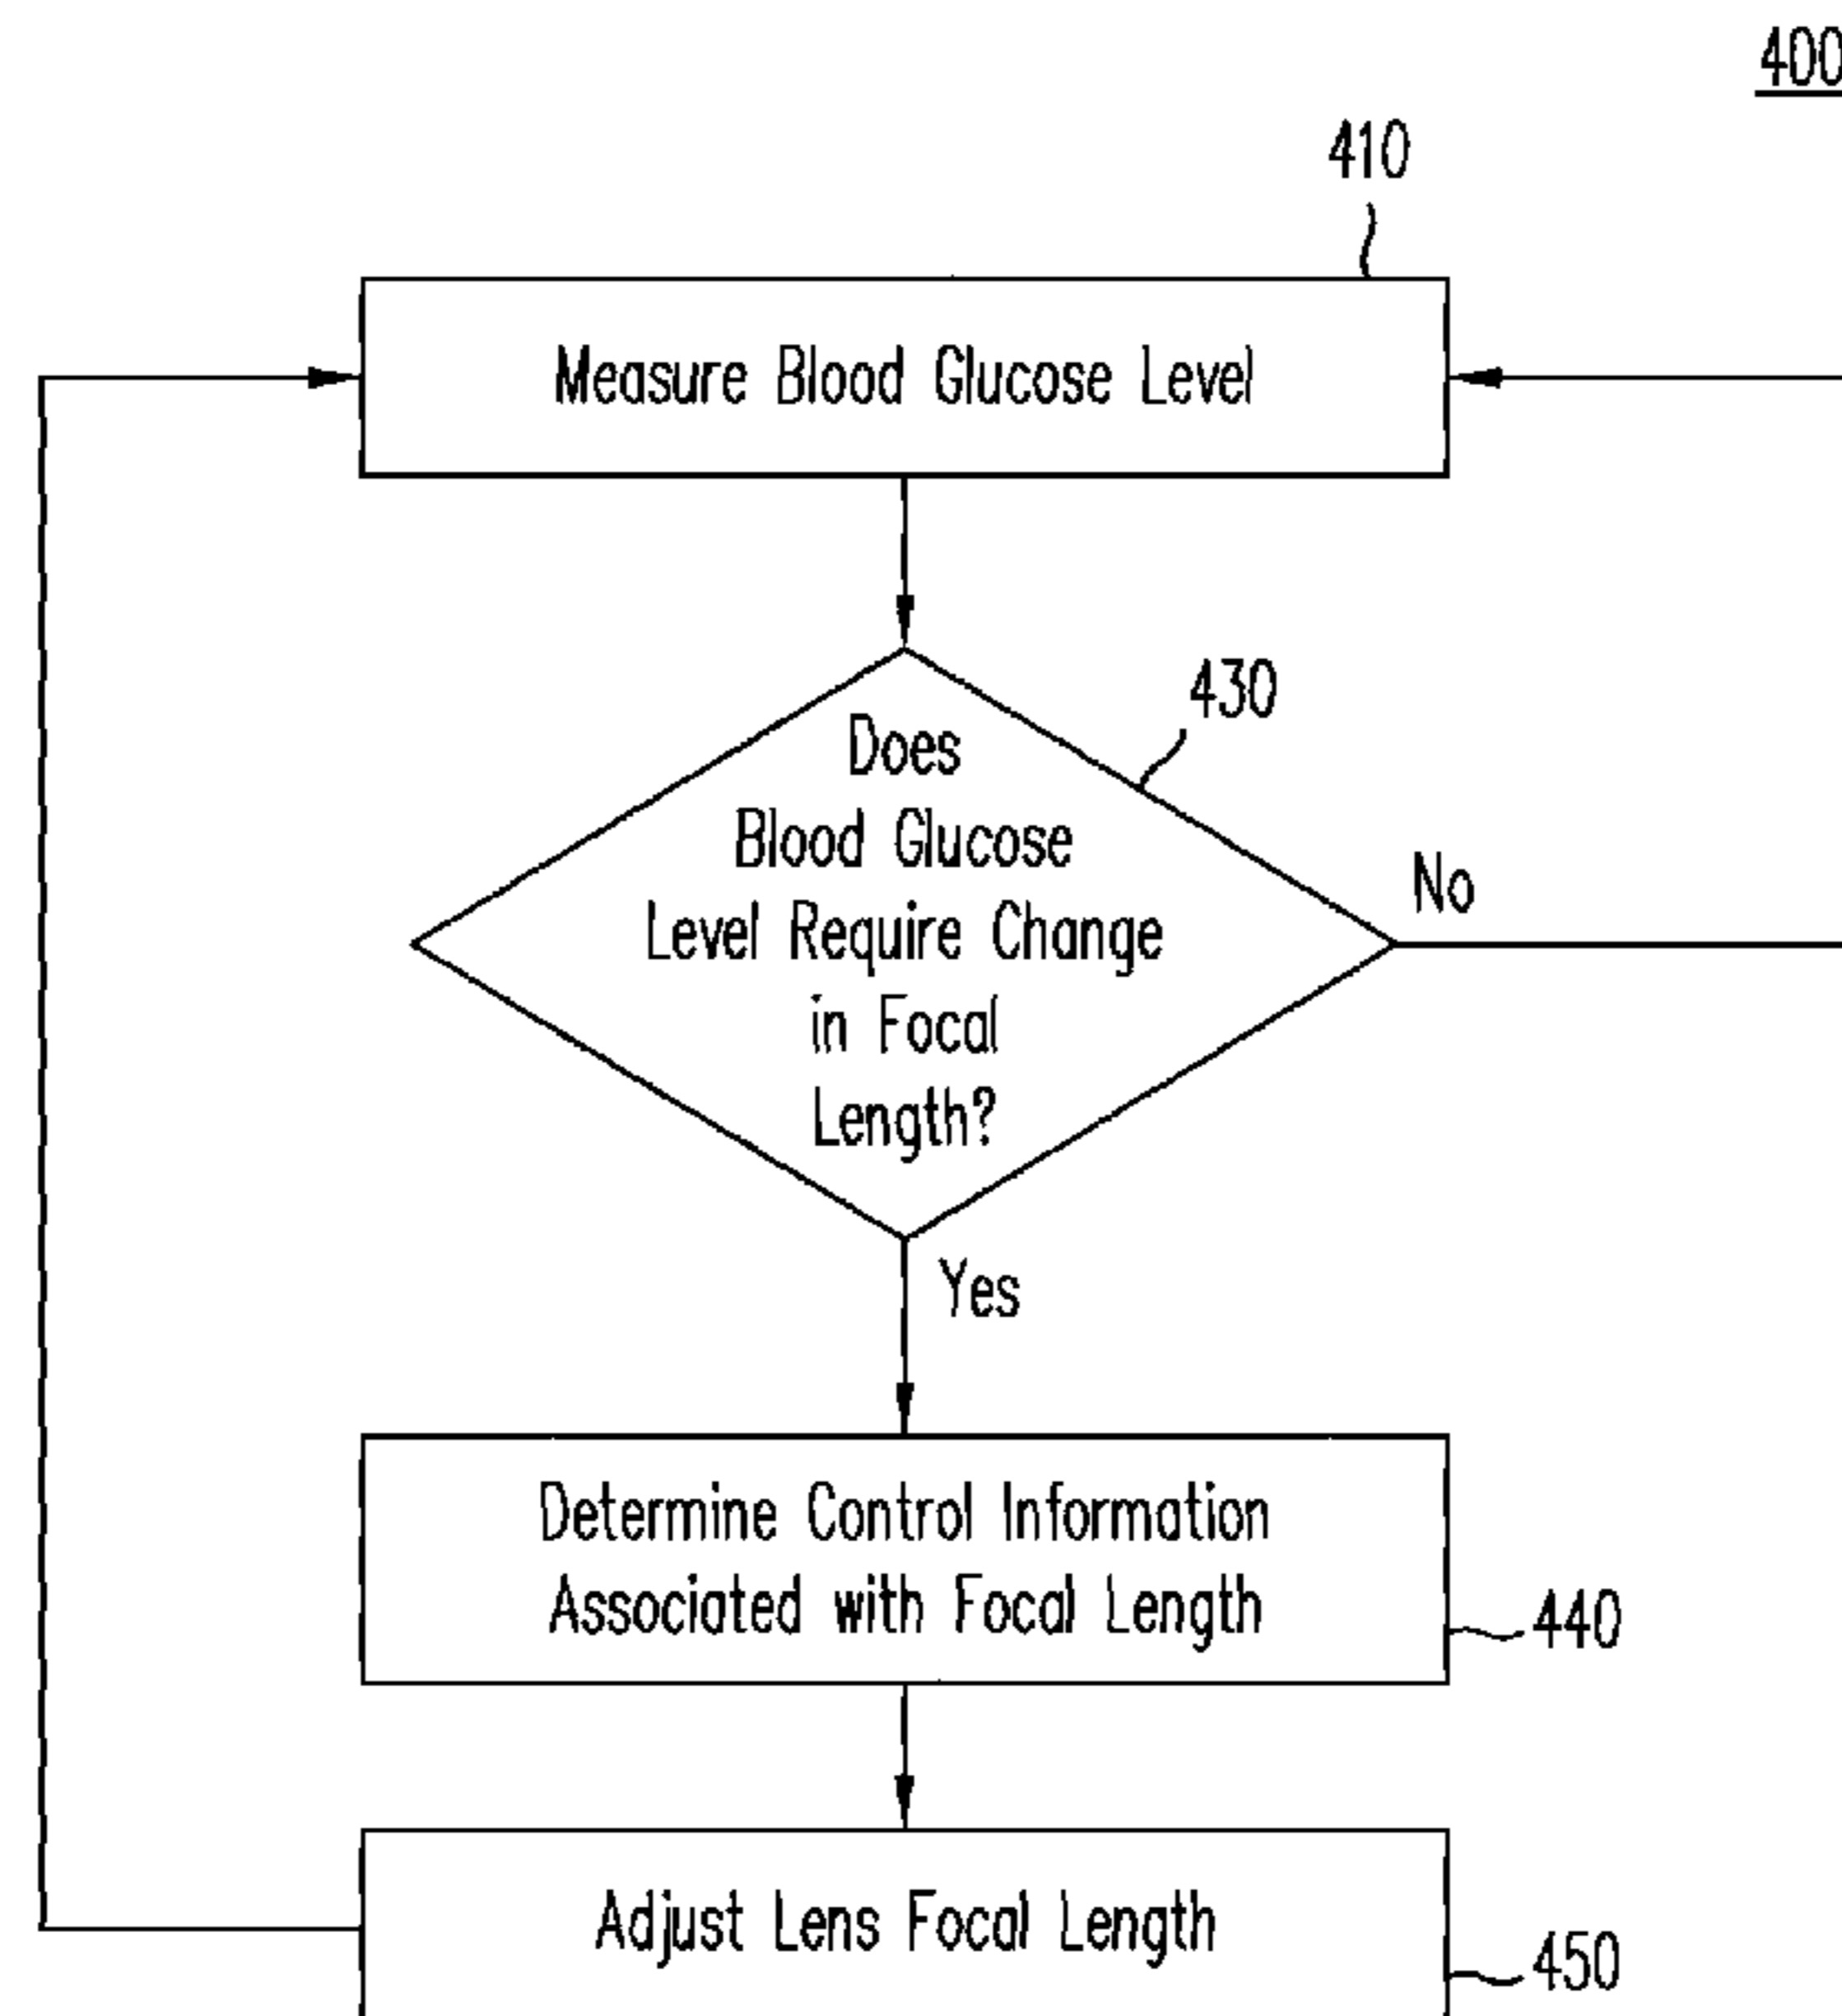 400
410
Measure Blood Glucose Level
430
Does
Blood Glucose
Level Require Change
in Focal
Length?
No
Yes
Determine Control Information
Associated with Focal Length
440
Adjust Lens Focal Length
450